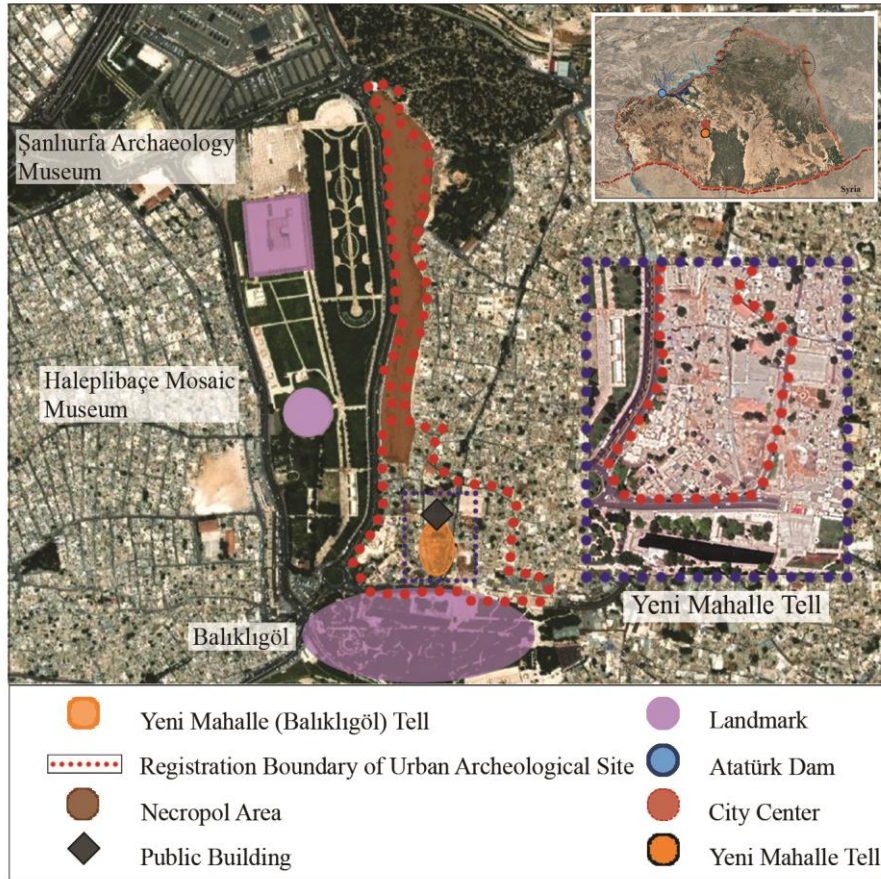 Şanlıurfa Archaeology
Museum
Syria
Haleplibaçe Mosaic
Museum
Yeni Mahalle Tell
Balıklıgöl
Yeni Mahalle (Balıklıgöl) Tell
Landmark
Registration Boundary of Urban Archeological Site
Atatürk Dam
Necropol Area
City Center
Public Building
Yeni Mahalle Tell